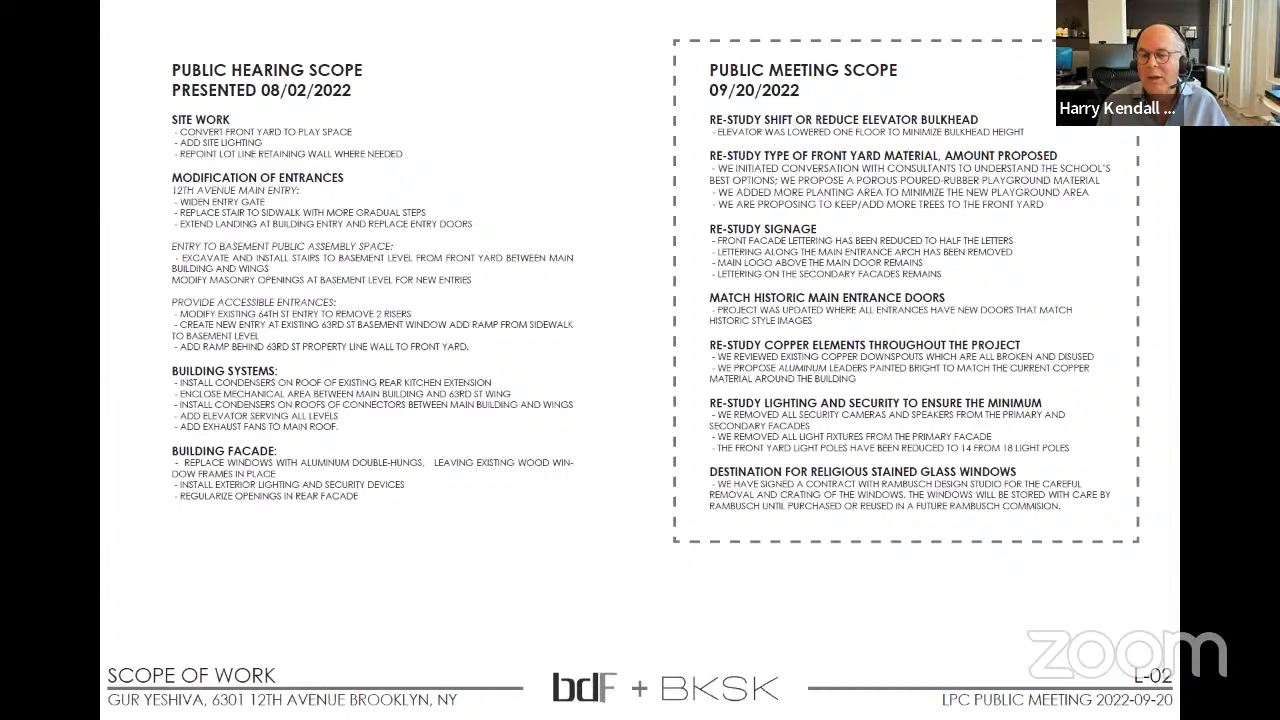 PUBLIC HEARING SCOPE
PRESENTED 08/02/2022
SITE WORK
- CONVERT FRONT YARD TO PLAY SPACE
- ADD SITE LIGHTING
- REPOINT LOT LINE RETAINING WALL WHERE NEEDED
MODIFICATION OF ENTRANCES
12TH AVENUE MAIN ENTRY:
- WIDEN ENTRY GATE
- REPLACE STAIR TO SIDWALK WITH MORE GRADUAL STEPS
- EXTEND LANDING AT BUILDING ENTRY AND REPLACE ENTRY DOORS
ENTRY TO BASEMENT PUBLIC ASSEMBLY SPACE:
- EXCAVATE AND INSTALL STAIRS TO BASEMENT LEVEL FROM FRONT YARD BETWEEN MAIN
BUILDING AND WINGS
MODIFY MASONRY OPENINGS AT BASEMENT LEVEL FOR NEW ENTRIES
PROVIDE ACCESSIBLE ENTRANCES:
- MODIFY EXISTING 64TH ST ENTRY TO REMOVE 2 RISERS
- CREATE NEW ENTRY AT EXISTING 63RD ST BASEMENT WINDOW ADD RAMP FROM SIDEWALK
TO BASEMENT LEVEL
- ADD RAMP BEHIND 63RD ST PROPERTY LINE WALL TO FRONT YARD.
BUILDING SYSTEMS:
- INSTALL CONDENSERS ON ROOF OF EXISTING REAR KITCHEN EXTENSION
- ENCLOSE MECHANICAL AREA BETWEEN MAIN BUILDING AND 63RD ST WING
- INSTALL CONDENSERS ON ROOFS OF CONNECTORS BETWEEN MAIN BUILDING AND WINGS
- ADD ELEVATOR SERVING ALL LEVELS
- ADD EXHAUST FANS TO MAIN ROOF.
BUILDING FACADE:
- REPLACE WINDOWS WITH ALUMINUM DOUBLE-HUNGS, LEAVING EXISTING WOOD WIN-
DOW FRAMES IN PLACE
- INSTALL EXTERIOR LIGHTING AND SECURITY DEVICES
- REGULARIZE OPENINGS IN REAR FACADE
PUBLIC MEETING SCOPE
09/20/2022
RE-STUDY SHIFT OR REDUCE ELEVATOR BULKHEAD
- ELEVATOR WAS LOWERED ONE FLOOR TO MINIMIZE BULKHEAD HEIGHT
RE-STUDY TYPE OF FRONT YARD MATERIAL, AMOUNT PROPOSED
- WE INITIATED CONVERSATION WITH CONSULTANTS TO UNDERSTAND THE SCHOOL'S
BEST OPTIONS; WE PROPOSE A POROUS POURED-RUBBER PLAYGROUND MATERIAL
- WE ADDED MORE PLANTING AREA TO MINIMIZE THE NEW PLAYGROUND AREA
- WE ARE PROPOSING TO KEEP/ADD MORE TREES TO THE FRONT YARD
RE-STUDY SIGNAGE
- FRONT FACADE LETTERING HAS BEEN REDUCED TO HALF THE LETTERS
- LETTERING ALONG THE MAIN ENTRANCE ARCH HAS BEEN REMOVED
- MAIN LOGO ABOVE THE MAIN DOOR REMAINS
- LETTERING ON THE SECONDARY FACADES REMAINS
MATCH HISTORIC MAIN ENTRANCE DOORS
- PROJECT WAS UPDATED WHERE ALL ENTRANCES HAVE NEW DOORS THAT MATCH
HISTORIC STYLE IMAGES
RE-STUDY COPPER ELEMENTS THROUGHOUT THE PROJECT
- WE REVIEWED EXISTING COPPER DOWNSPOUTS WHICH ARE ALL BROKEN AND DISUSED
- WE PROPOSE ALUMINUM LEADERS PAINTED BRIGHT TO MATCH THE CURRENT COPPER
MATERIAL AROUND THE BUILDING
RE-STUDY LIGHTING AND SECURITY TO ENSURE THE MINIMUM
- WE REMOVED ALL SECURITY CAMERAS AND SPEAKERS FROM THE PRIMARY AND
SECONDARY FACADES
- WE REMOVED ALL LIGHT FIXTURES FROM THE PRIMARY FACADE
- THE FRONT YARD LIGHT POLES HAVE BEEN REDUCED TO 14 FROM 18 LIGHT POLES
DESTINATION FOR RELIGIOUS STAINED GLASS WINDOWS
- WE HAVE SIGNED A CONTRACT WITH RAMBUSCH DESIGN STUDIO FOR THE CAREFUL
REMOVAL AND CRATING OF THE WINDOWS. THE WINDOWS WILL BE STORED WITH CARE BY
RAMBUSCH UNTIL PURCHASED OR REUSED IN A FUTURE RAMBUSCH COMMISION.
Harry Kendall ...
zoom
SCOPE OF WORK
GUR YESHIVA, 6301 12TH AVENUE BROOKLYN, NY
bdF + BKSK
L-02
LPC PUBLIC MEETING 2022-09-20